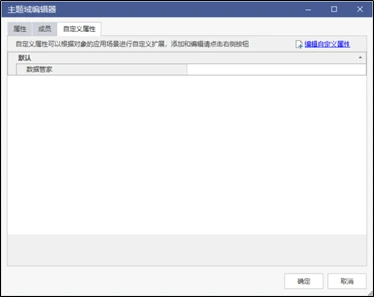 主题域编辑器
属性 成员 自定义属性
自定义属性可以根据对象的应用场景进行自定义扩展，添加和编辑请点击右侧按钮 编辑自定义属性
默认
数据管家
确定 取消